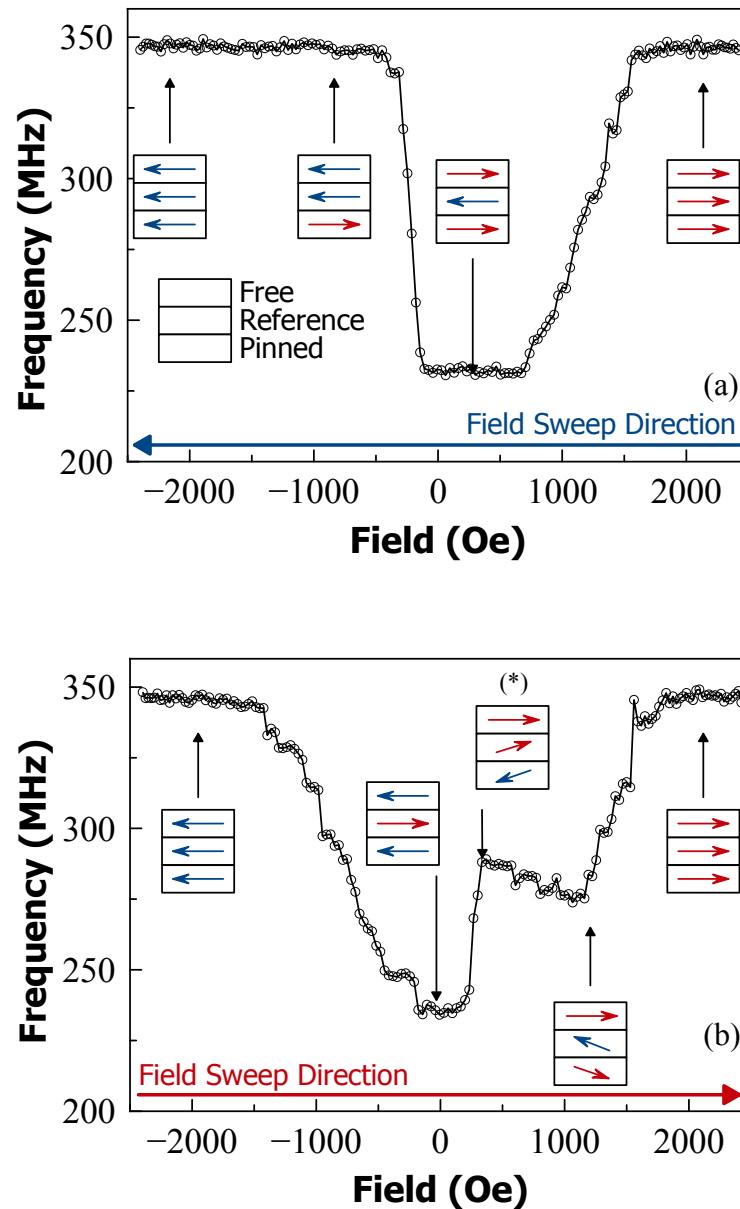 350
300
250
200
Frequency (MHz)
Free
Reference
Pinned
(a)
Field Sweep Direction
−2000
−1000
0
1000
2000
Field (Oe)
350
300
250
200
Frequency (MHz)
(*)
(b)
Field Sweep Direction
−2000
−1000
0
1000
2000
Field (Oe)